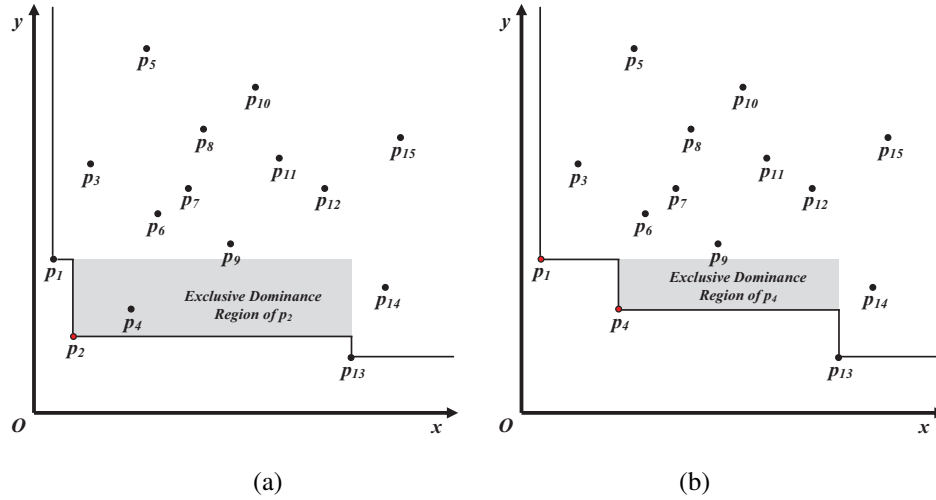 y
p5
p10
p8
p15
p3
p11
p7
p12
p6
p9
p1
Exclusive Dominance
Region of p2
p14
p4
p2
p13
O
x
(a)
y
p5
p10
p8
p15
p3
p11
p7
p12
p6
p9
p1
Exclusive Dominance
Region of p4
p14
p4
p13
O
x
(b)